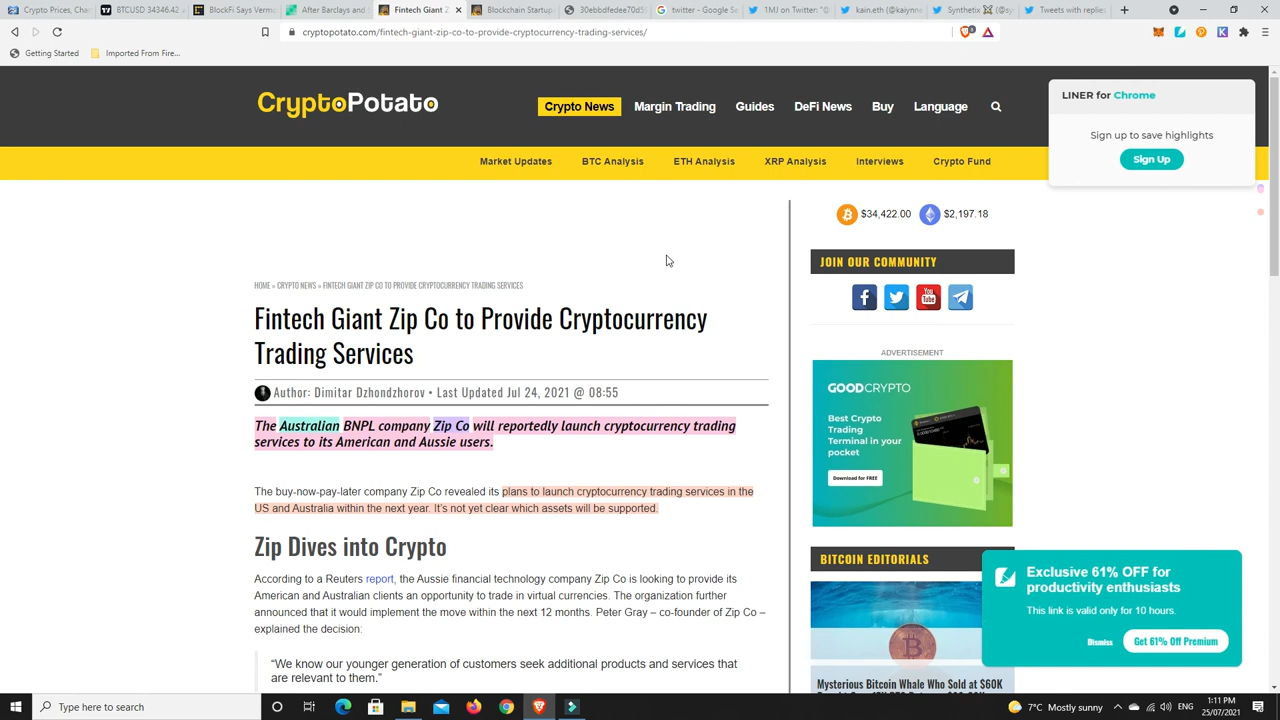 Crypto Prices, Cha
BTCUSD 34346.42
BlockFi Says Vermo
After Barclays and
Fintech Giant Z
Blockchain Startup
30ebbdfedee70d5
twitter - Google Se
1MJ on Twitter: "@
kain.eth (@kaiynne
Synthetix (@sy
Tweets with replies
cryptopotato.com/fintech-giant-zip-co-to-provide-cryptocurrency-trading-services/
Getting Started
Imported From Fire...
CryptoPotato
Crypto News
Margin Trading
Guides
DeFi News
Buy
Language
LINER for Chrome
Sign up to save highlights
Sign Up
Market Updates
BTC Analysis
ETH Analysis
XRP Analysis
Interviews
Crypto Fund
$34,422.00
$2,197.18
JOIN OUR COMMUNITY
You Tube
HOME » CRYPTO NEWS » FINTECH GIANT ZIP CO TO PROVIDE CRYPTOCURRENCY TRADING SERVICES
Fintech Giant Zip Co to Provide Cryptocurrency
Trading Services
Author: Dimitar Dzhondzhorov • Last Updated Jul 24, 2021 @ 08:55
The Australian BNPL company Zip Co will reportedly launch cryptocurrency trading
services to its American and Aussie users.
The buy-now-pay-later company Zip Co revealed its plans to launch cryptocurrency trading services in the
US and Australia within the next year. It's not yet clear which assets will be supported.
Zip Dives into Crypto
According to a Reuters report, the Aussie financial technology company Zip Co is looking to provide its
American and Australian clients an opportunity to trade in virtual currencies. The organization further
announced that it would implement the move within the next 12 months. Peter Gray – co-founder of Zip Co –
explained the decision:
“We know our younger generation of customers seek additional products and services that
are relevant to them.”
ADVERTISEMENT
GOODCRYPTO
Best Crypto
Trading
Terminal in your
pocket
Download for FREE
BITCOIN EDITORIALS
Mysterious Bitcoin Whale Who Sold at $60K
Exclusive 61% OFF for
productivity enthusiasts
This link is valid only for 10 hours.
Dismiss
Get 61% Off Premium
Type here to search
7°C Mostly sunny
ENG
1:11 PM
25/07/2021